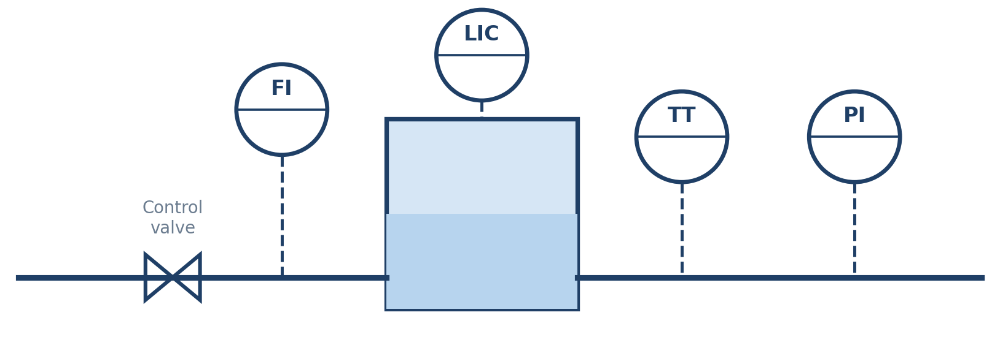 LIC
FI
TT
PI
Control
valve